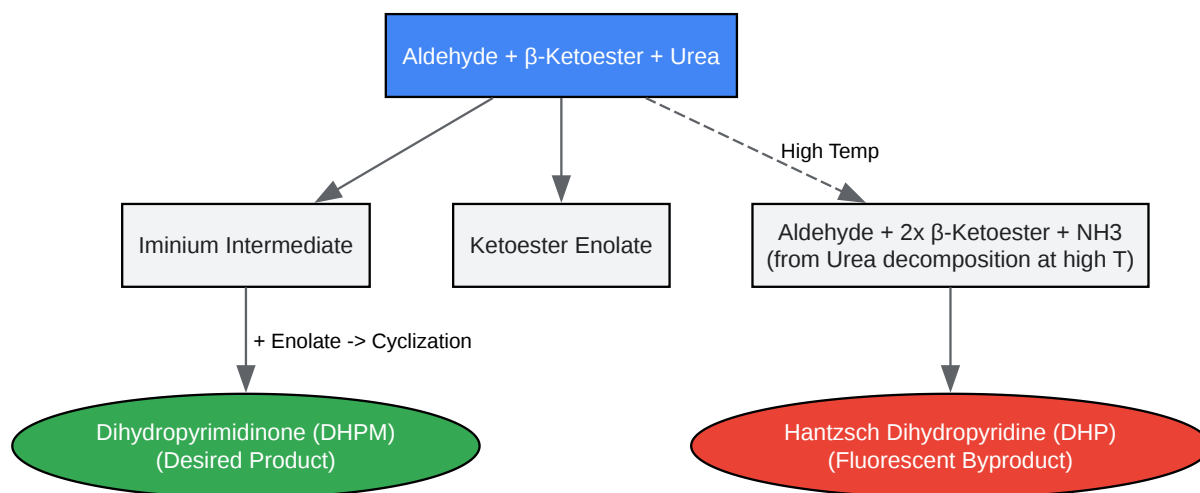 Aldehyde + β-Ketoester + Urea
High Temp
Iminium Intermediate
Ketoester Enolate
Aldehyde + 2x β-Ketoester + NH3
(from Urea decomposition at high T)
+ Enolate -> Cyclization
Dihydropyrimidinone (DHPM)
(Desired Product)
Hantzsch Dihydropyridine (DHP)
(Fluorescent Byproduct)